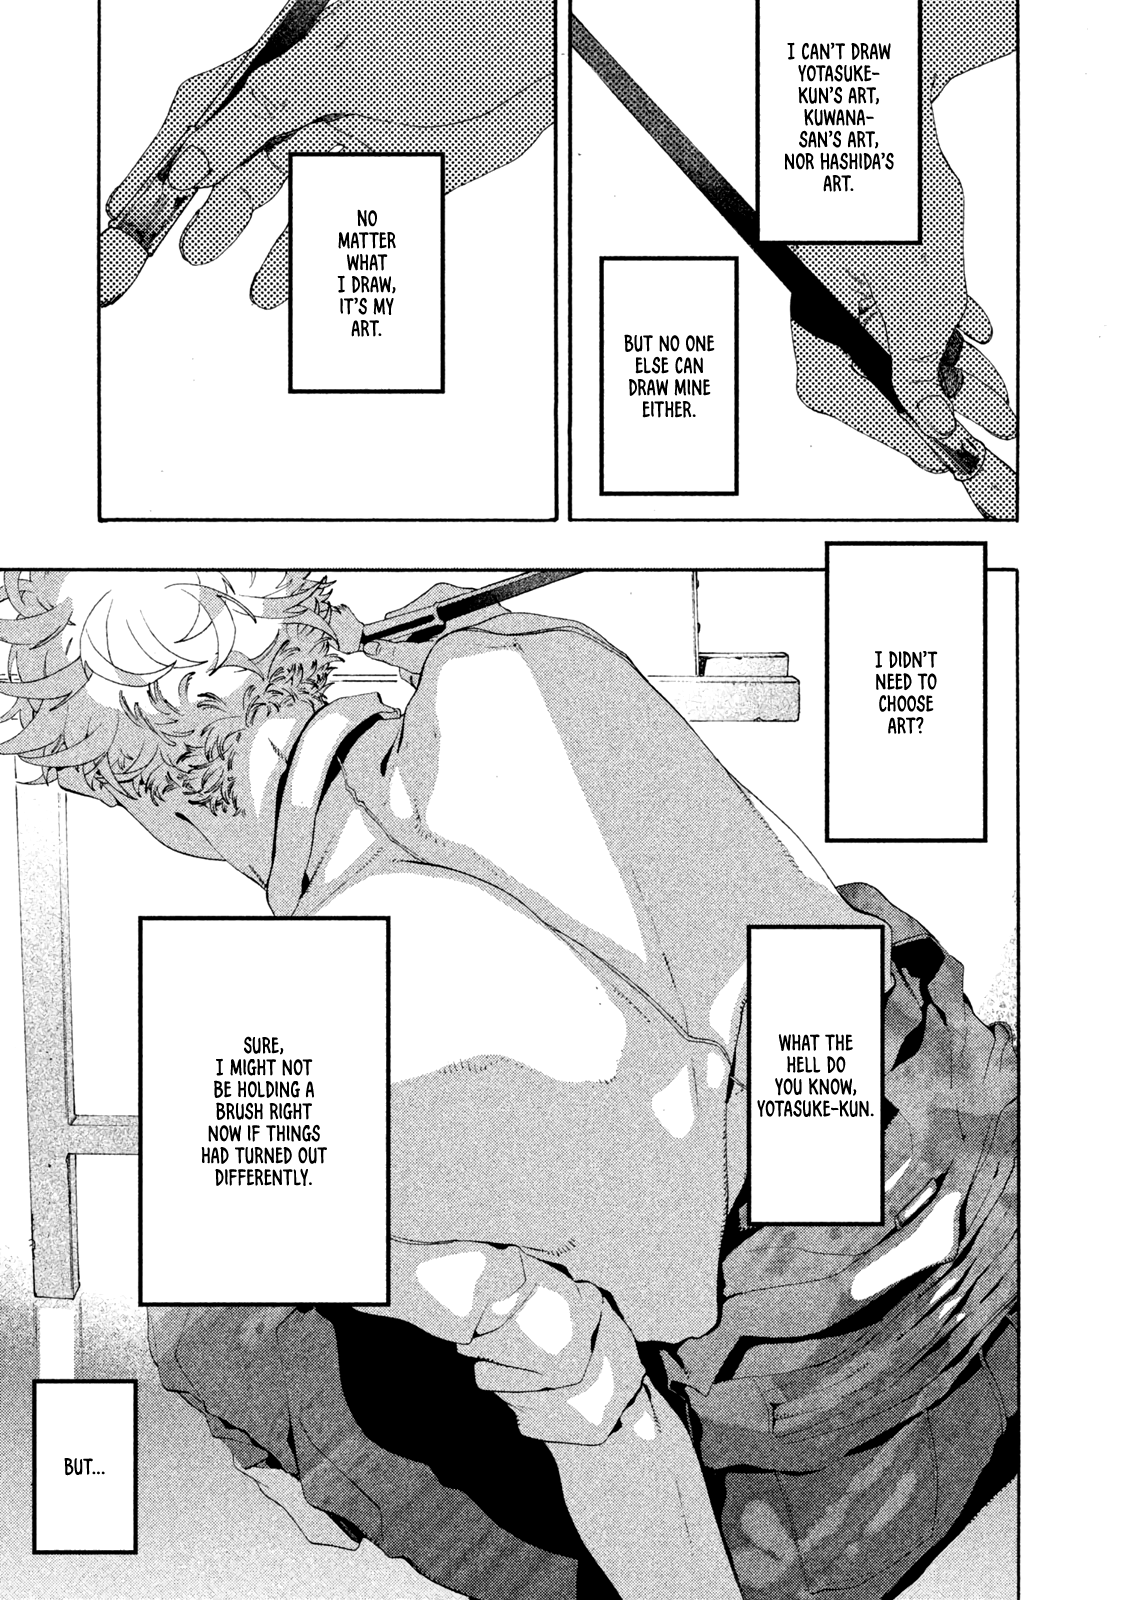 I CAN'T DRAW
YOTASUKE-
KUN'S ART,
KUWANA-
SAN'S ART,
NOR HASHIDA'S
ART.
BUT NO ONE
ELSE CAN
DRAW MINE
EITHER.
NO
MATTER
WHAT
I DRAW,
IT'S MY
ART.
I DIDN'T
NEED TO
CHOOSE
ART?
WHAT THE
HELL DO
YOU KNOW,
YOTASUKE-KUN.
SURE,
I MIGHT NOT
BE HOLDING A
BRUSH RIGHT
NOW IF THINGS
HAD TURNED OUT
DIFFERENTLY.
BUT...